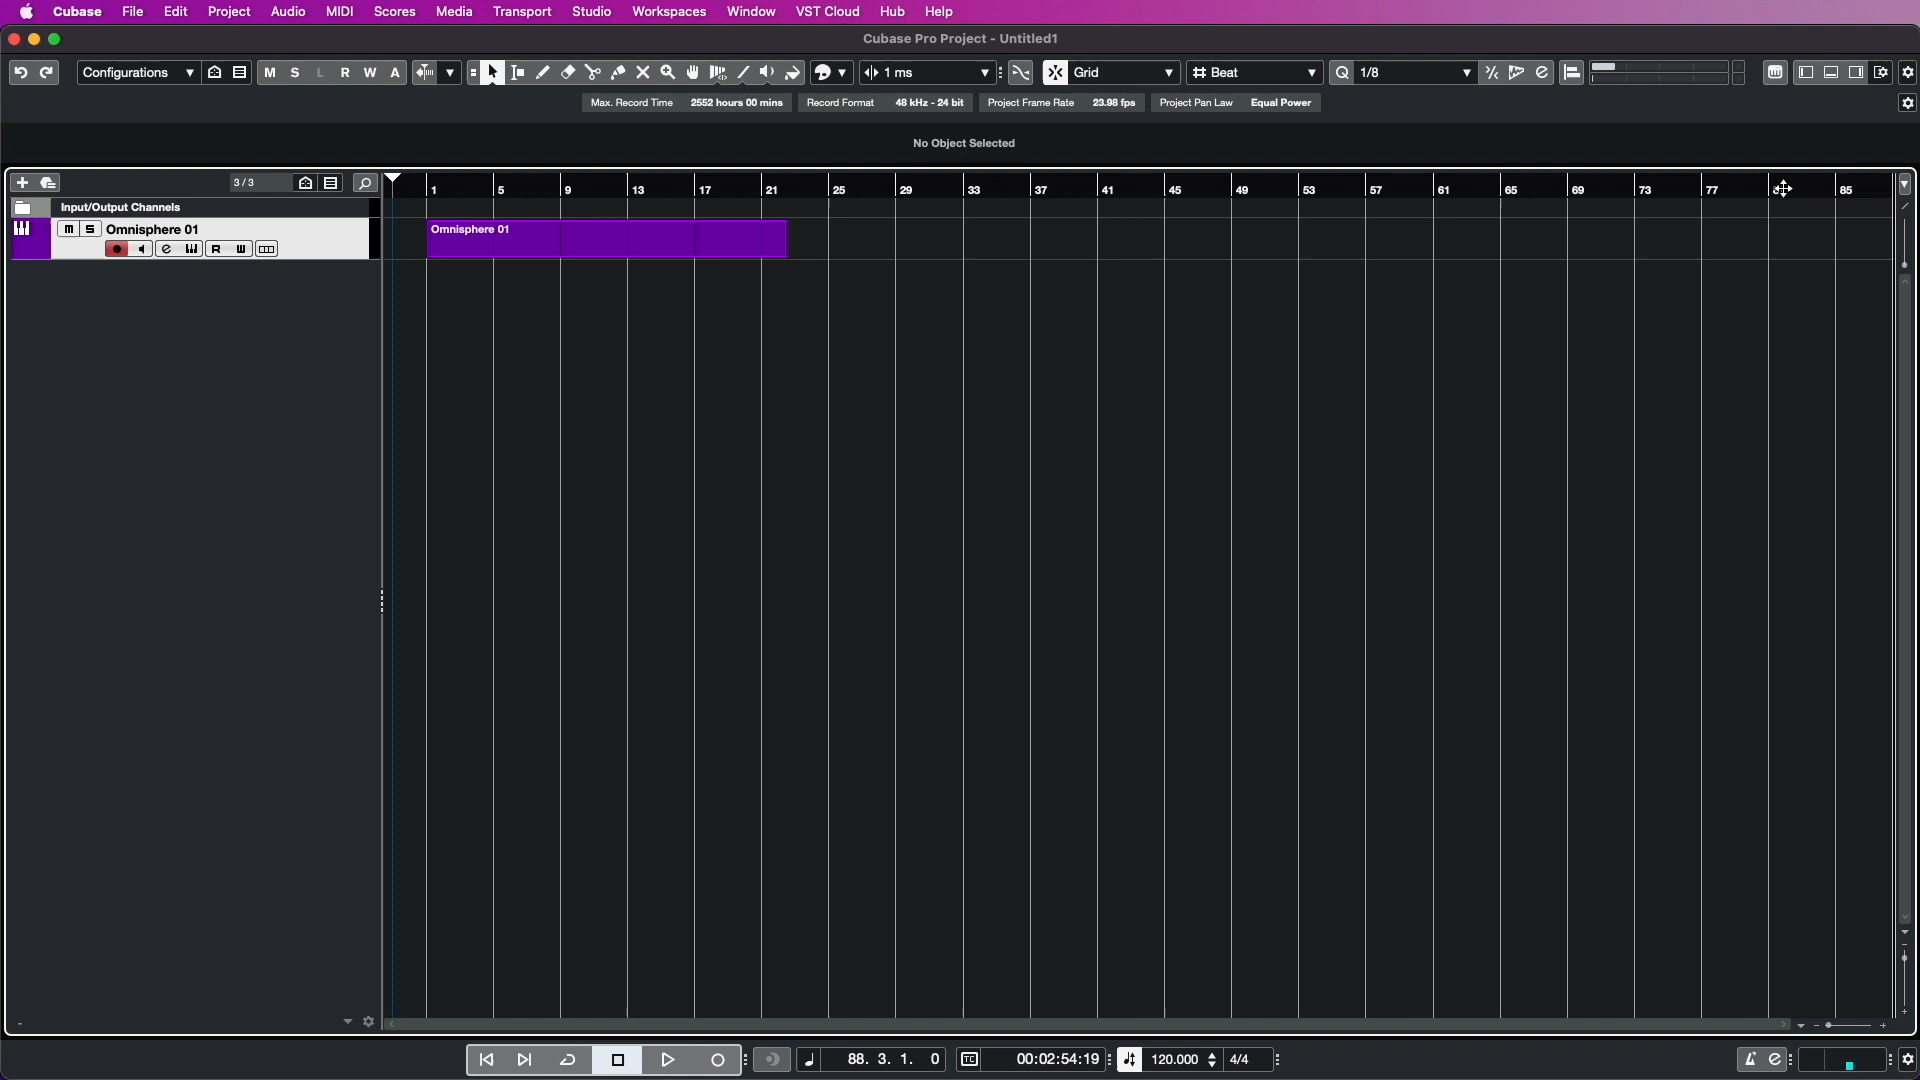 Cubase File Edit Project Audio MIDI Scores Media Transport Studio Workspaces Window VST Cloud Hub Help
Cubase Pro Project - Untitled1
Configurations M S L R W A 1 ms Grid Beat Q 1/8
Max. Record Time 2552 hours 00 mins Record Format 48 kHz - 24 bit Project Frame Rate 23.98 fps Project Pan Law Equal Power
No Object Selected
3/3
1 5 9 13 17 21 25 29 33 37 41 45 49 53 57 61 65 69 73 77 85
Input/Output Channels
m S Omnisphere 01
e R W
Omnisphere 01
88. 3. 1. 0 TC 00:02:54:19 120.000 4/4